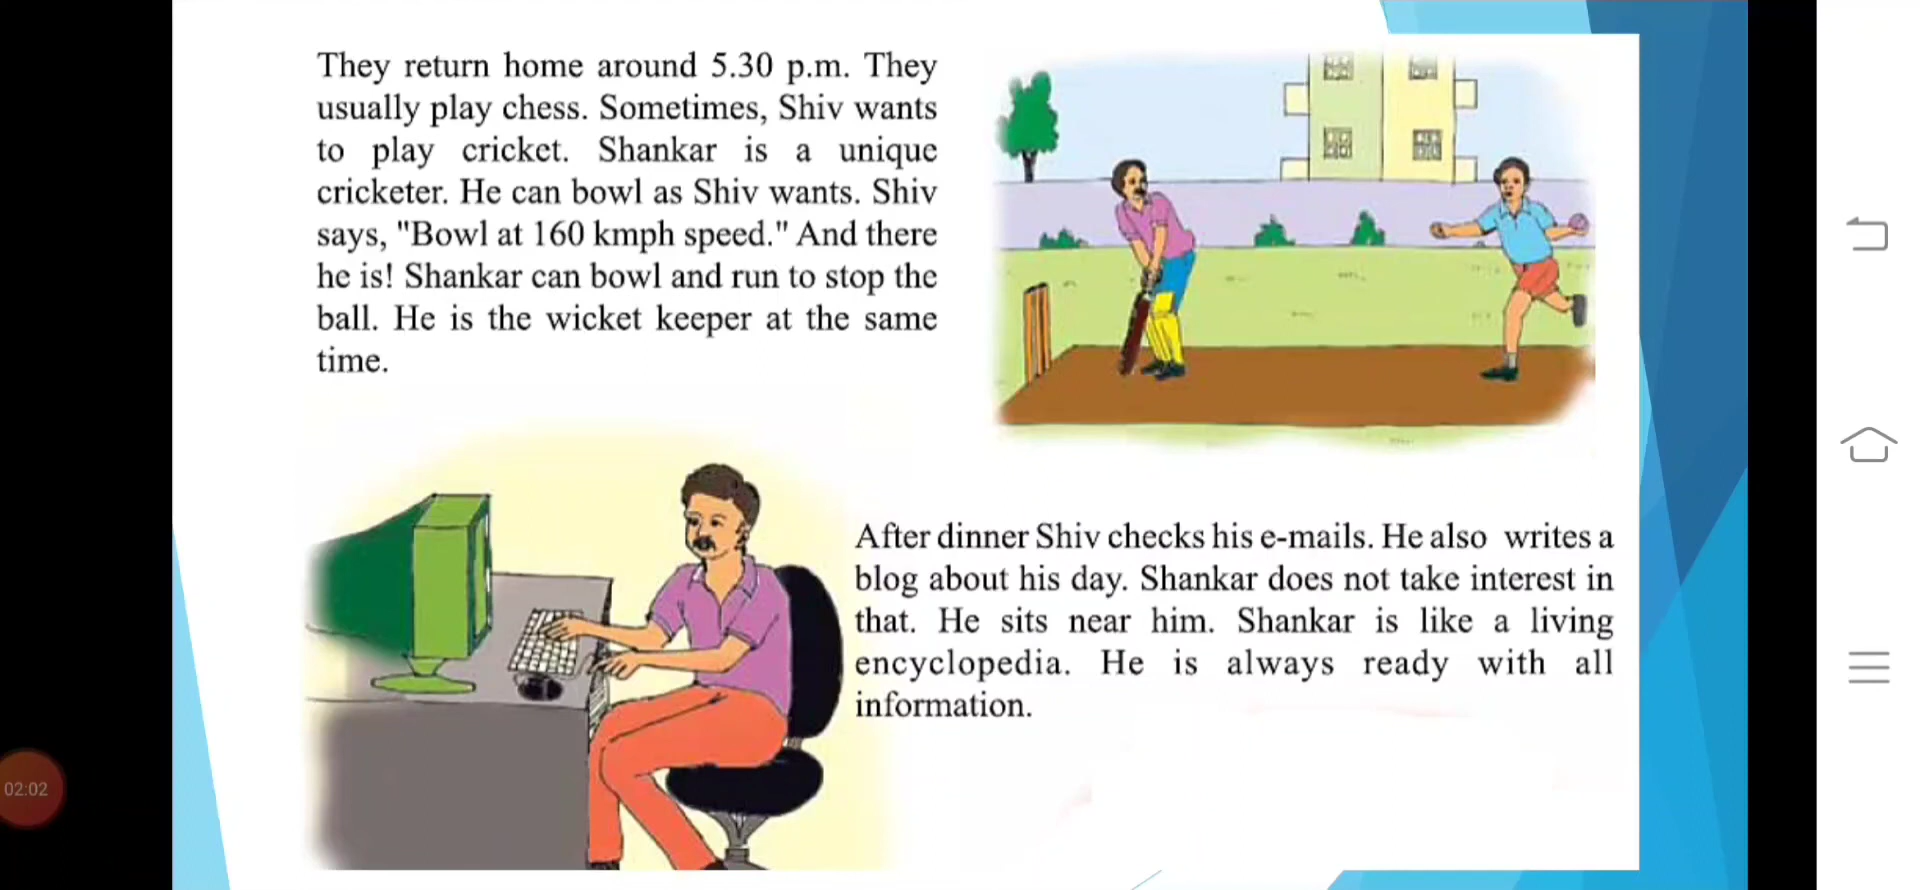 They return home around 5.30 p.m. They
usually play chess. Sometimes, Shiv wants
to play cricket. Shankar is a unique
cricketer. He can bowl as Shiv wants. Shiv
says, "Bowl at 160 kmph speed." And there
he is! Shankar can bowl and run to stop the
ball. He is the wicket keeper at the same
time.
After dinner Shiv checks his e-mails. He also writes a
blog about his day. Shankar does not take interest in
that. He sits near him. Shankar is like a living
encyclopedia. He is always ready with all
information.
02:02